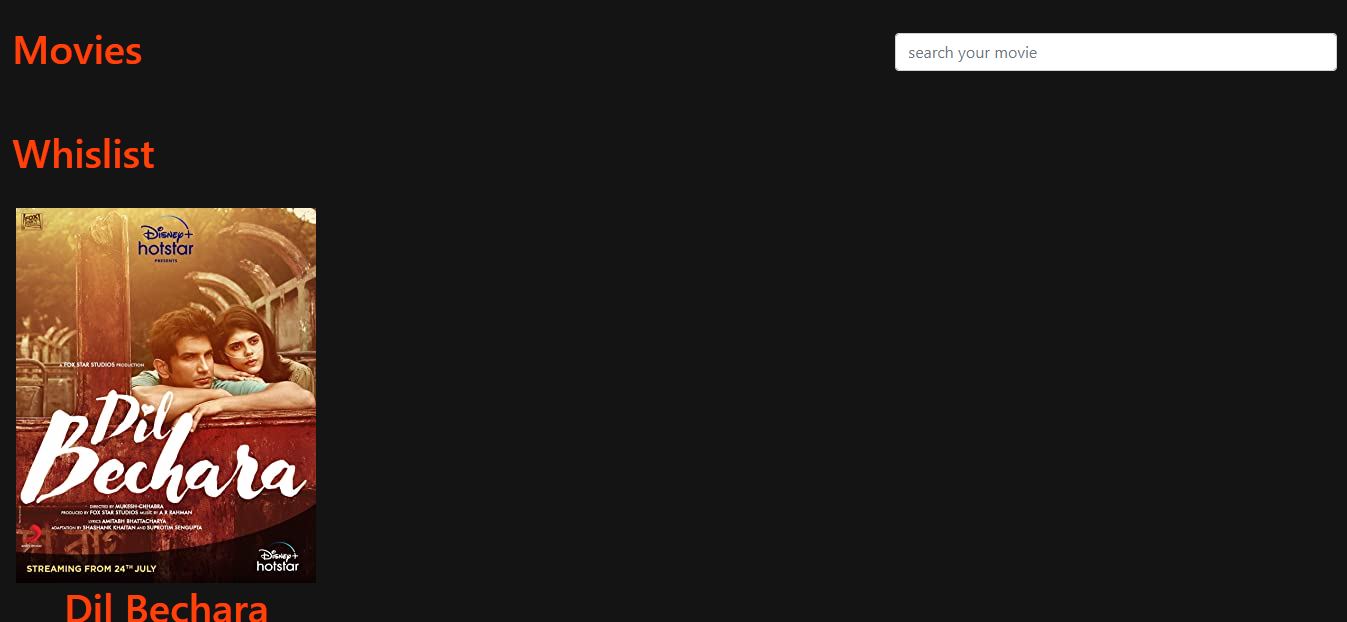 Movies
search your movie
Whislist
FOX
Disney+
hotstar
PRESENTS
A FOX STAR STUDIOS PRODUCTION
Dil
Bechara
DIRECTED BY MUKESH CHHABRA
PRODUCED BY FOX STAR STUDIOS MUSIC BY A R RAHMAN
LYRICS AMITABH BHATTACHARYA
ADAPTATION BY SHASHANK KHAITAN AND SUPROTIM SENGUPTA
STREAMING FROM 24TH JULY
Disney+
hotstar
Dil Bechara